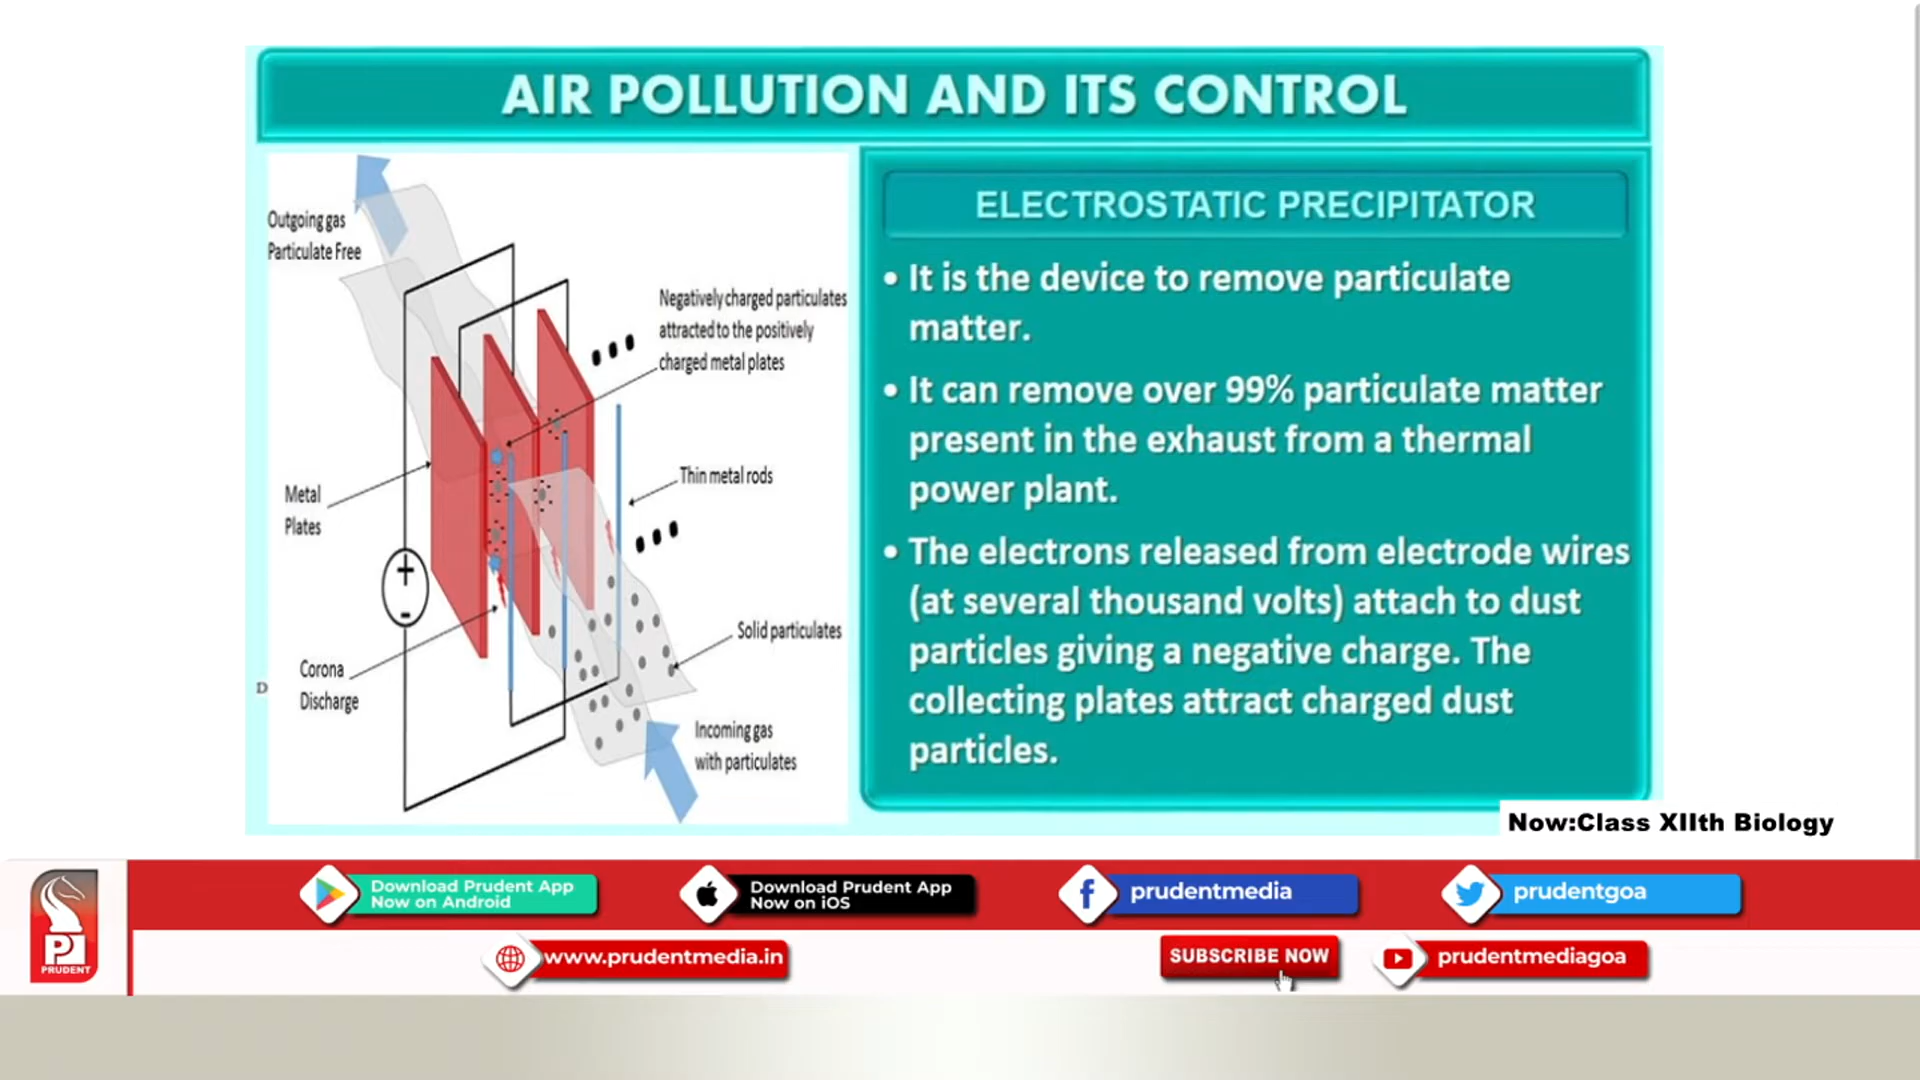 AIR POLLUTION AND ITS CONTROL
Outgoing gas
Particulate Free
Negatively charged particulates
attracted to the positively
charged metal plates
Metal
Plates
Thin metal rods
+
-
Solid particulates
Corona
Discharge
D
Incoming gas
with particulates
ELECTROSTATIC PRECIPITATOR
• It is the device to remove particulate
matter.
• It can remove over 99% particulate matter
present in the exhaust from a thermal
power plant.
• The electrons released from electrode wires
(at several thousand volts) attach to dust
particles giving a negative charge. The
collecting plates attract charged dust
particles.
Now:Class XIIth Biology
PRUDENT
Download Prudent App
Now on Android
Download Prudent App
Now on iOS
prudentmedia
prudentgoa
www.prudentmedia.in
SUBSCRIBE NOW
prudentmediagoa